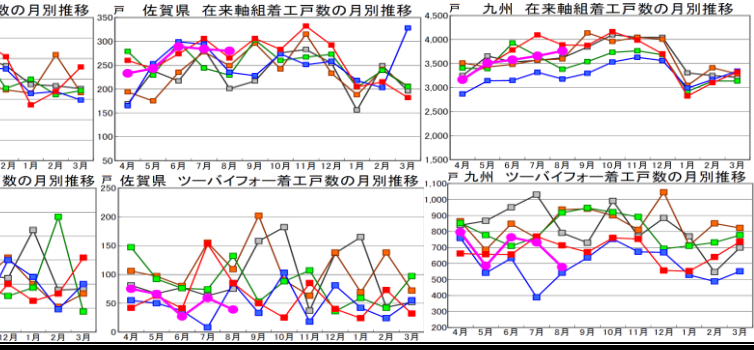 数の月別推移
戸 佐賀県 在来軸組着工戸数の月別推移
戸 九州 在来軸組着工戸数の月別推移
350
300
250
200
150
100
50
4月 5月 6月 7月 8月 9月 10月 11月 12月 1月 2月 3月
4,500
4,000
3,500
3,000
2,500
2,000
1,500
4月 5月 6月 7月 8月 9月 10月 11月 12月 1月 2月 3月
2月 1月 2月 3月
数の月別推移
戸 佐賀県 ツーバイフォー着工戸数の月別推移
戸 九州 ツーバイフォー着工戸数の月別推移
250
200
150
100
50
0
4月 5月 6月 7月 8月 9月 10月 11月 12月 1月 2月 3月
1,100
1,000
900
800
700
600
500
400
300
200
4月 5月 6月 7月 8月 9月 10月 11月 12月 1月 2月 3月
12月 1月 2月 3月